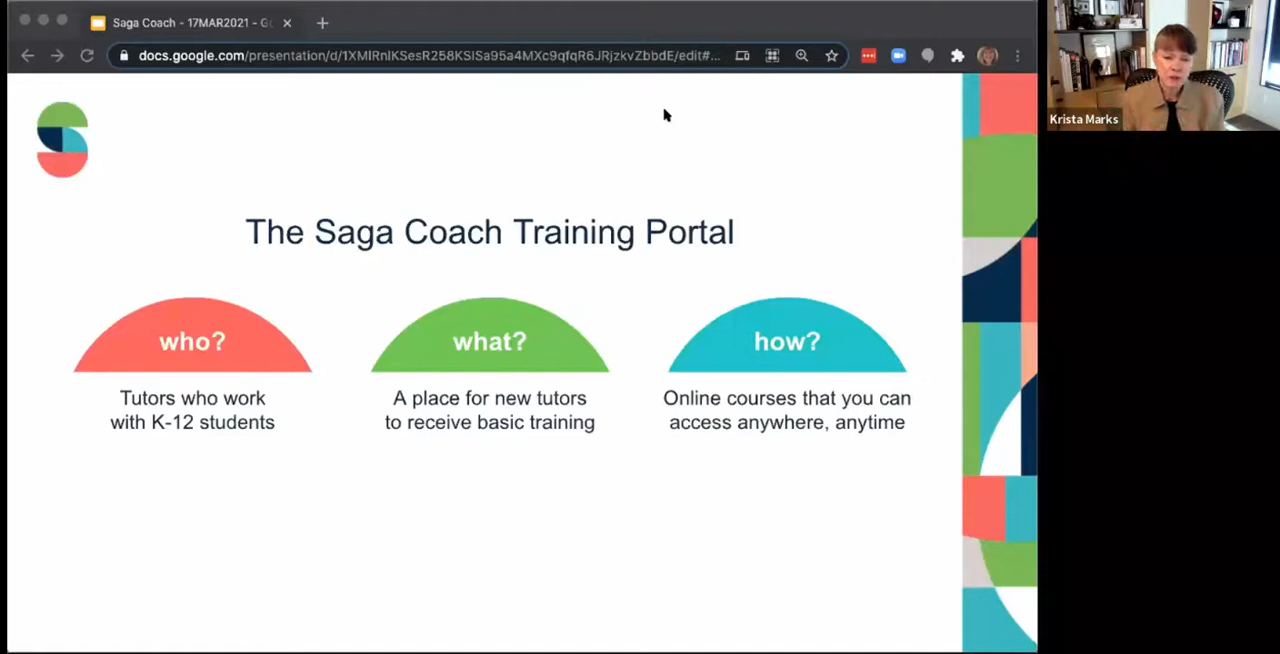 Saga Coach - 17MAR2021 - Go
docs.google.com/presentation/d/1XMlRnlKSesR258KSlSa95a4MXc9qfqR6JRjzkvZbbdE/edit#...
Krista Marks
The Saga Coach Training Portal
who?
what?
how?
Tutors who work
with K-12 students
A place for new tutors
to receive basic training
Online courses that you can
access anywhere, anytime